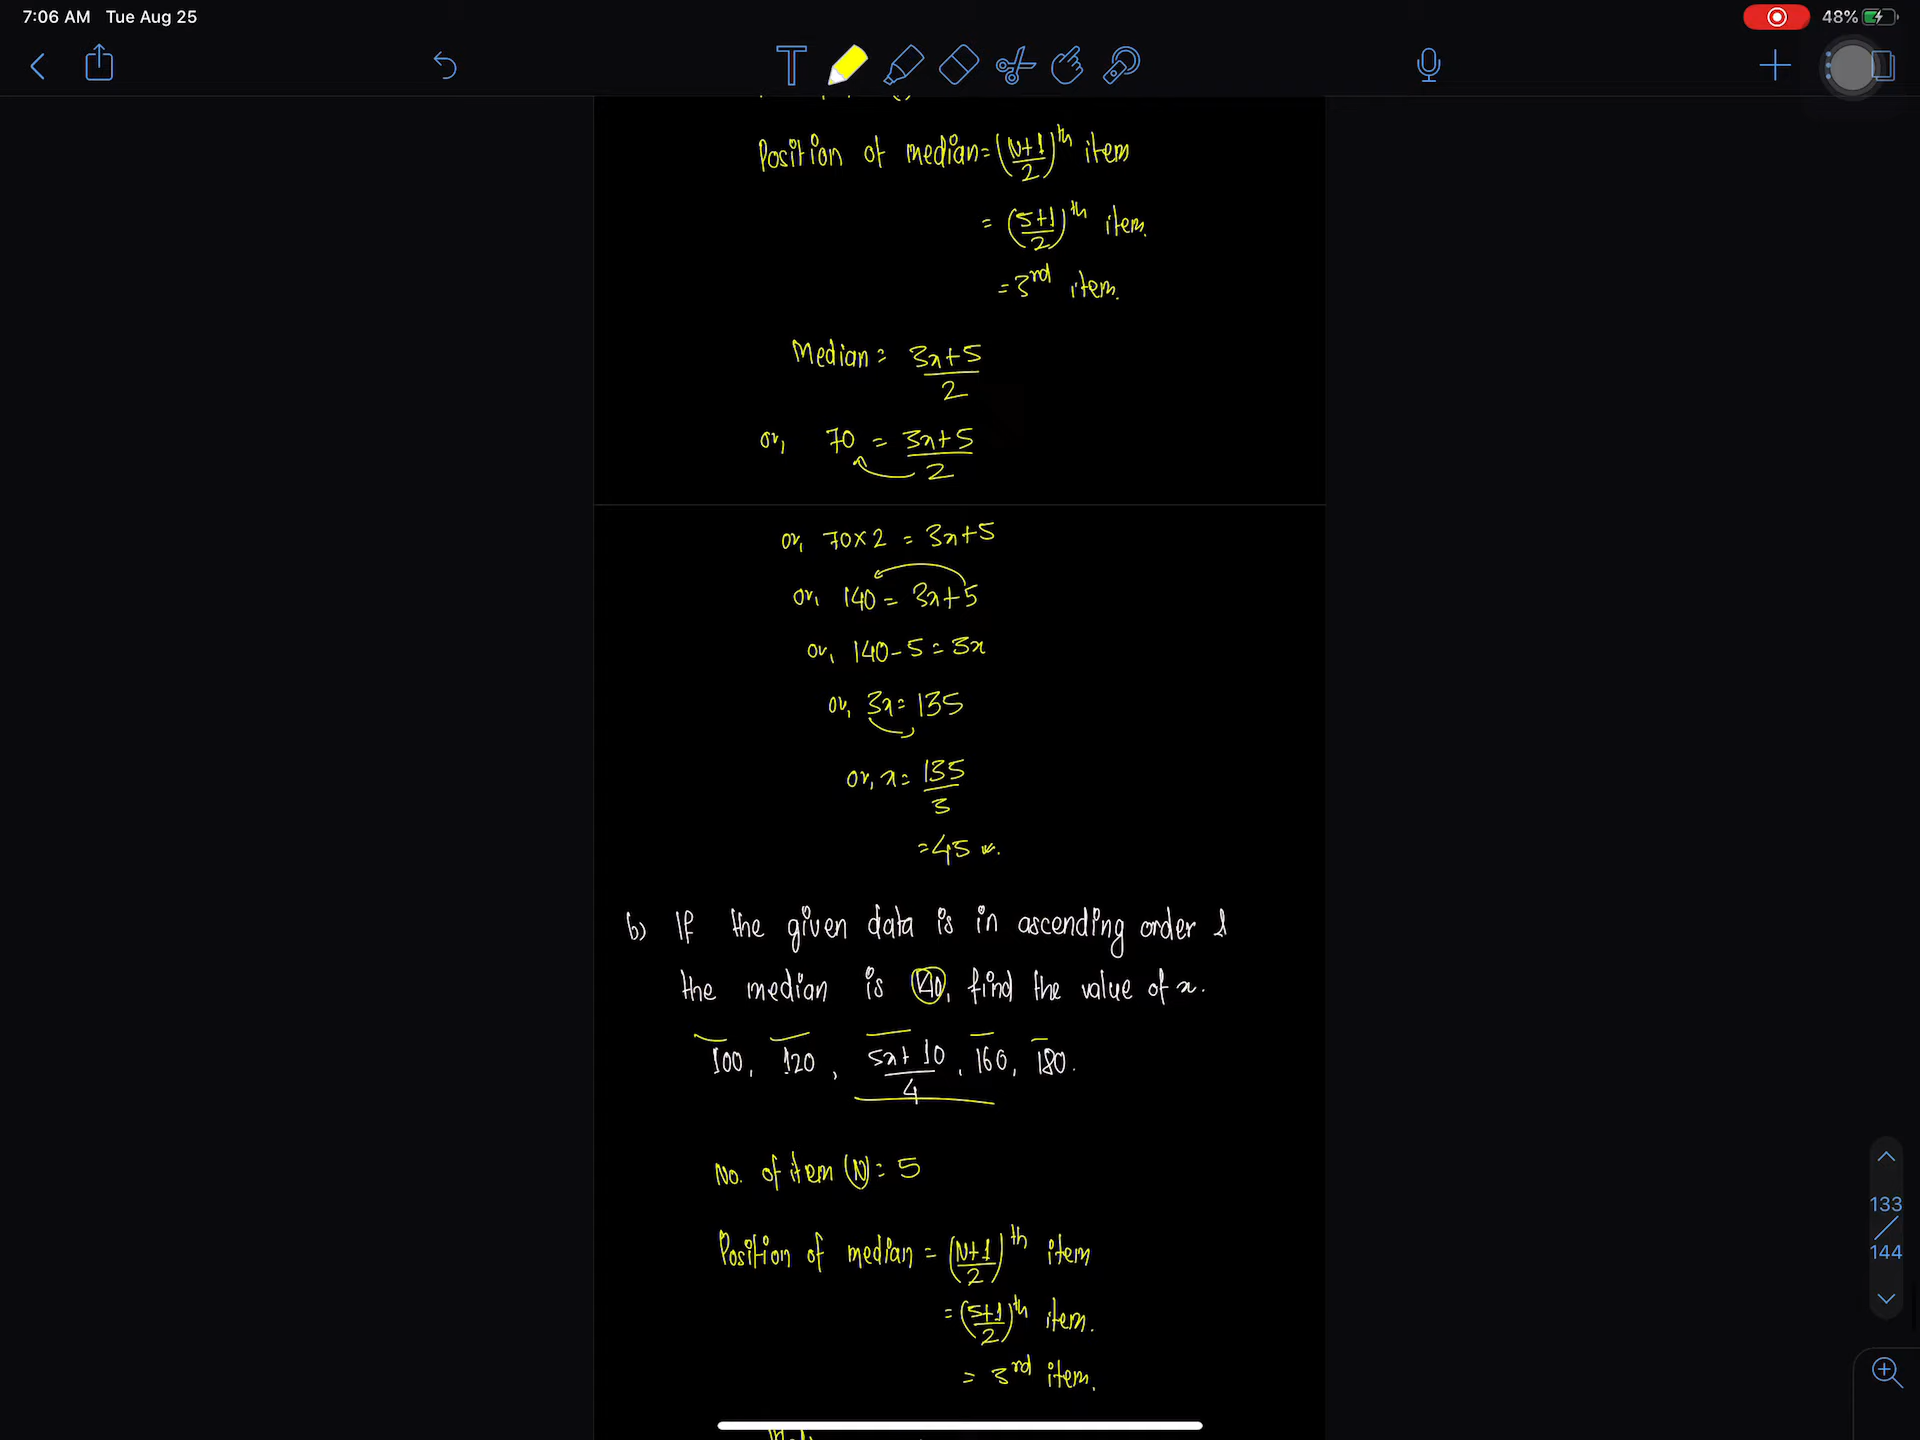 7:06 AM Tue Aug 25
48%
Position of median = (N+1/2)th item
= (5+1/2)th item.
= 3rd item.
Median = 3x+5/2
or, 70 = 3x+5/2
or, 70×2 = 3x+5
or, 140 = 3x+5
or, 140-5 = 3x
or, 3x = 135
or, x = 135/3
= 45
b) If the given data is in ascending order &
the median is 140, find the value of x.
100, 120, 5x+10/4, 160, 180.
No. of item (N) = 5
Position of median = (N+1/2)th item
= (5+1/2)th item.
= 3rd item.
133
144